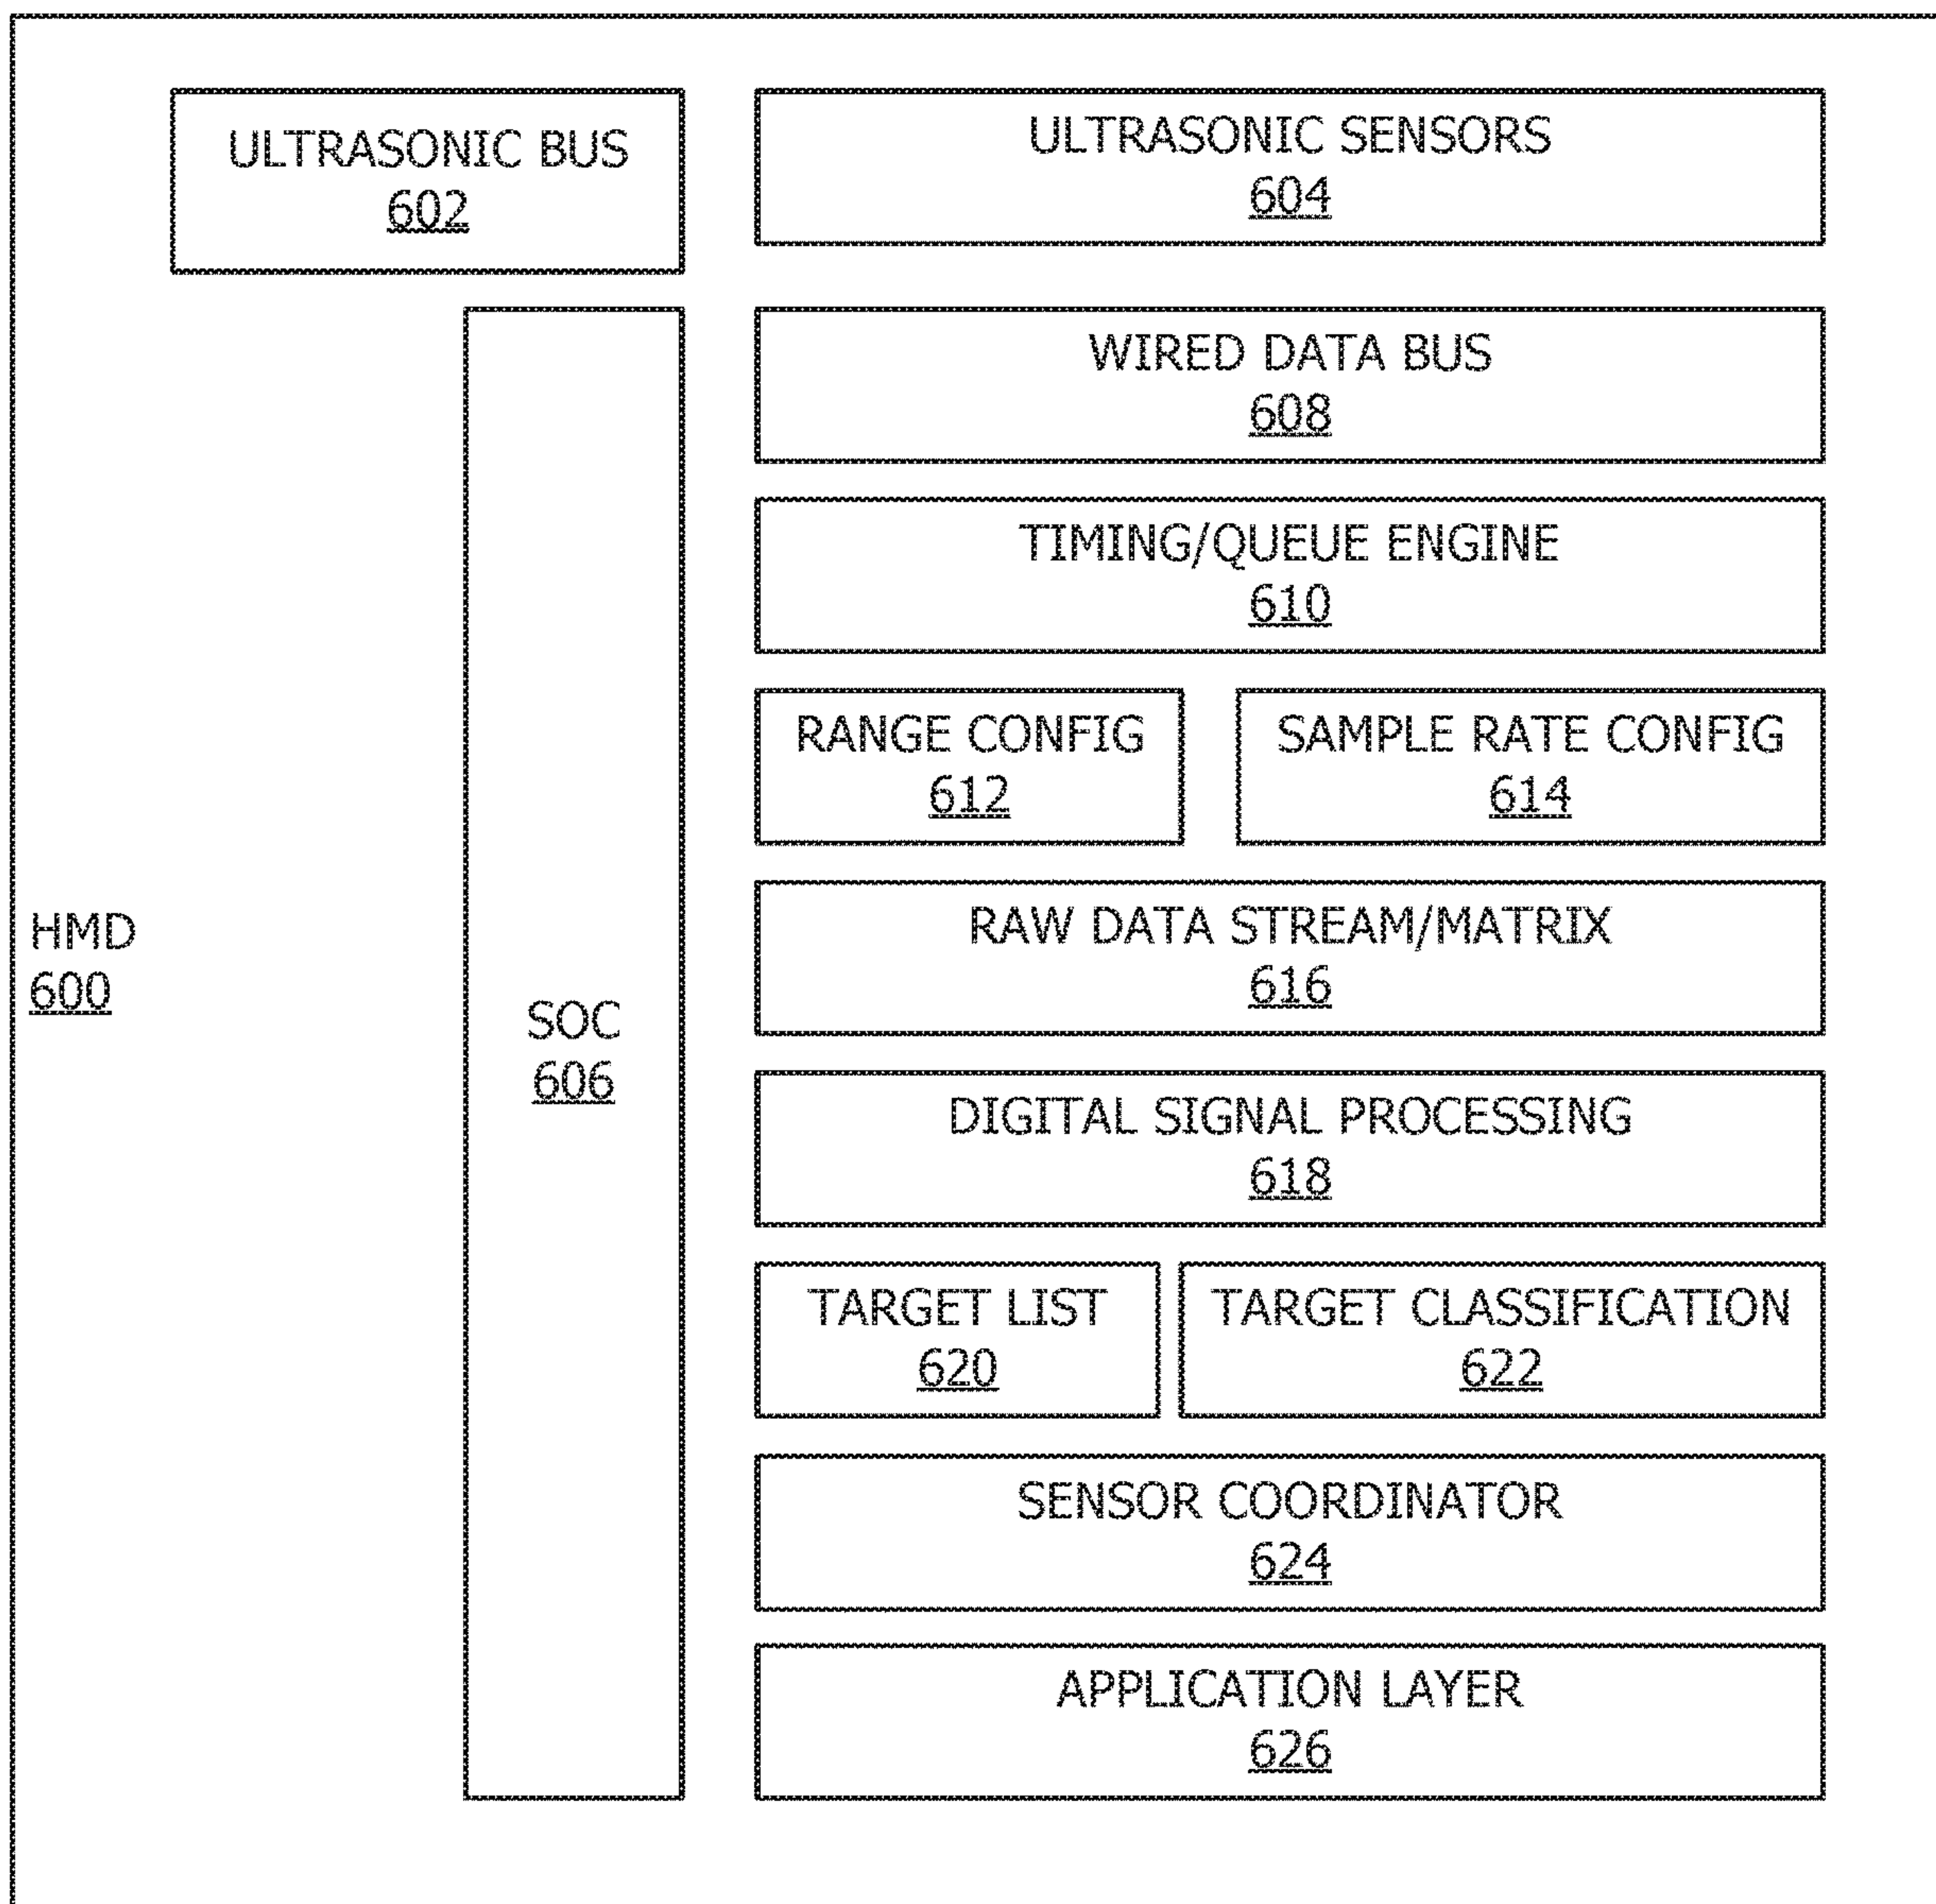 ULTRASONIC BUS
602
ULTRASONIC SENSORS
604
HMD
600
SOC
606
WIRED DATA BUS
608
TIMING/QUEUE ENGINE
610
RANGE CONFIG
612
SAMPLE RATE CONFIG
614
RAW DATA STREAM/MATRIX
616
DIGITAL SIGNAL PROCESSING
618
TARGET LIST
620
TARGET CLASSIFICATION
622
SENSOR COORDINATOR
624
APPLICATION LAYER
626